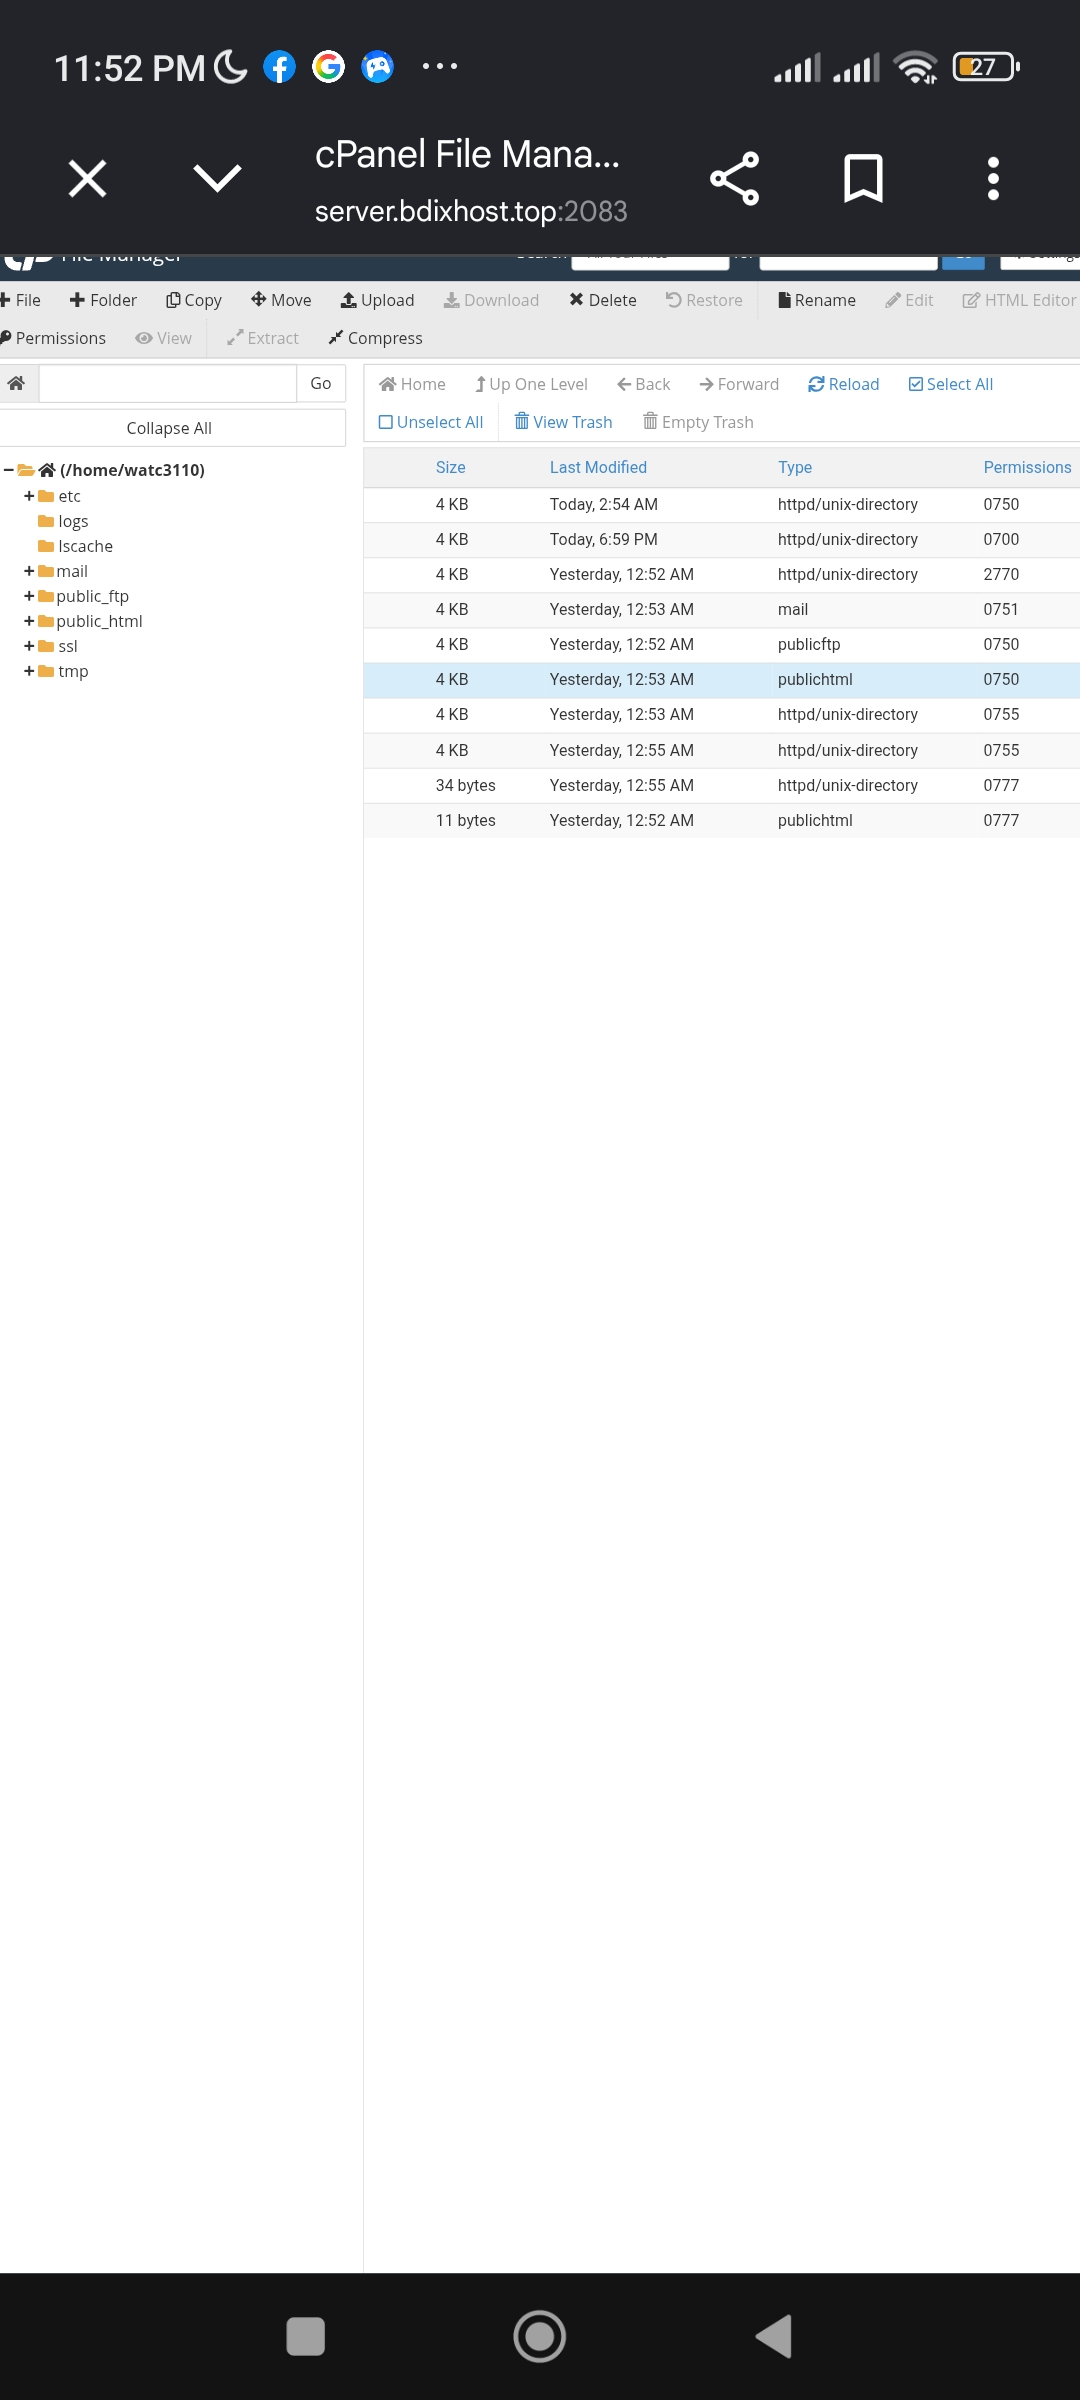 11:52 PM 27
cPanel File Mana...
server.bdixhost.top:2083
File Manager
File Folder Copy Move Upload Download Delete Restore Rename Edit HTML Editor
Permissions View Extract Compress
Go
Home Up One Level Back Forward Reload Select All
Collapse All
Unselect All View Trash Empty Trash
(/home/watc3110)
etc
logs
lscache
mail
public_ftp
public_html
ssl
tmp
Size Last Modified Type Permissions
4 KB Today, 2:54 AM httpd/unix-directory 0750
4 KB Today, 6:59 PM httpd/unix-directory 0700
4 KB Yesterday, 12:52 AM httpd/unix-directory 2770
4 KB Yesterday, 12:53 AM mail 0751
4 KB Yesterday, 12:52 AM publicftp 0750
4 KB Yesterday, 12:53 AM publichtml 0750
4 KB Yesterday, 12:53 AM httpd/unix-directory 0755
4 KB Yesterday, 12:55 AM httpd/unix-directory 0755
34 bytes Yesterday, 12:55 AM httpd/unix-directory 0777
11 bytes Yesterday, 12:52 AM publichtml 0777